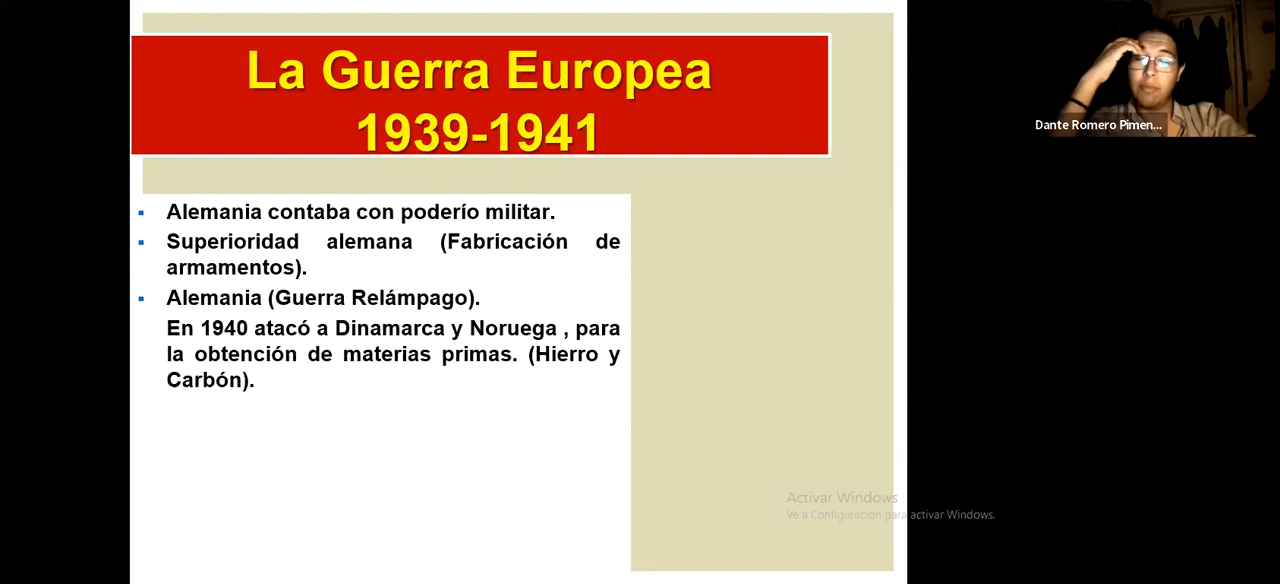 La Guerra Europea
1939-1941
Dante Romero Pimen...
▪ Alemania contaba con poderío militar.
▪ Superioridad alemana (Fabricación de
armamentos).
▪ Alemania (Guerra Relámpago).
En 1940 atacó a Dinamarca y Noruega , para
la obtención de materias primas. (Hierro y
Carbón).
Activar Windows
Ve a Configuración para activar Windows.